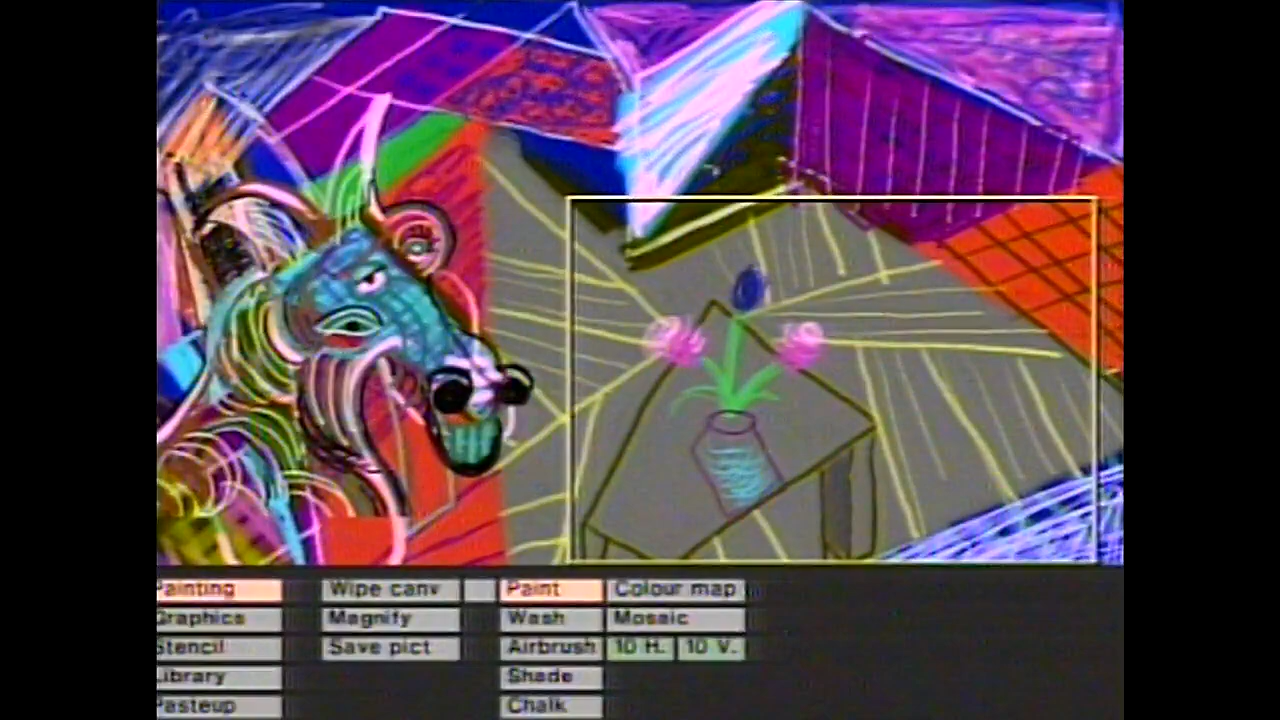 Painting Wipe canv Paint Colour map
Graphics Magnify Wash Mosaic
Stencil Save pict Airbrush 10 H. 10 V.
Library Shade
Pasteup Chalk